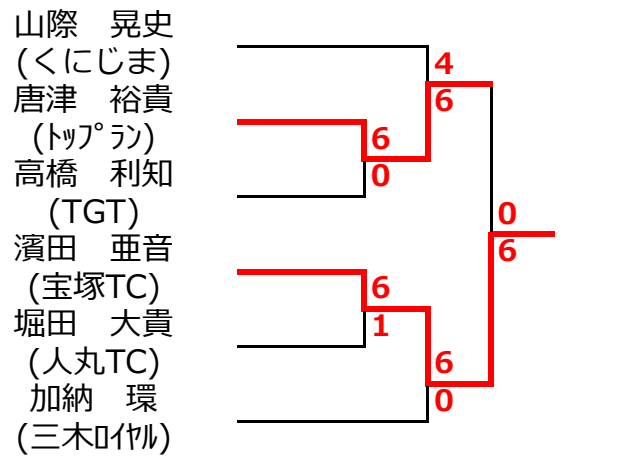 山際　晃史
(くにじま)
4
唐津　裕貴
6
(ﾄｯﾌﾟﾗﾝ)
6
高橋　利知
0
(TGT)
0
濱田　亜音
6
(宝塚TC)
6
堀田　大貴
1
(人丸TC)
6
加納　環
0
(三木ﾛｲﾔﾙ)